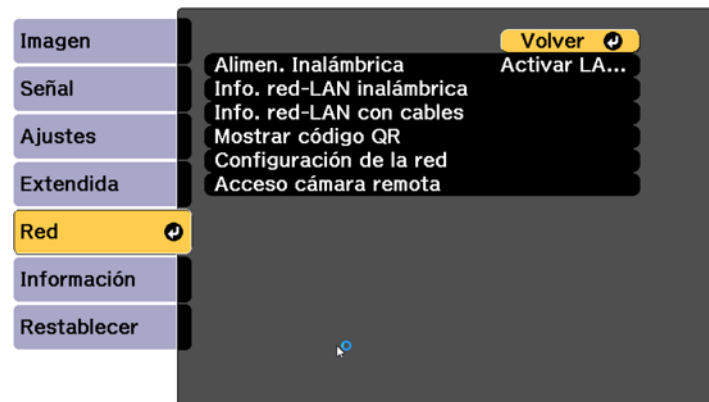 Imagen
Señal
Ajustes
Extendida
Red
Información
Restablecer
Volver
Alimen. Inalámbrica Activar LA...
Info. red-LAN inalámbrica
Info. red-LAN con cables
Mostrar código QR
Configuración de la red
Acceso cámara remota